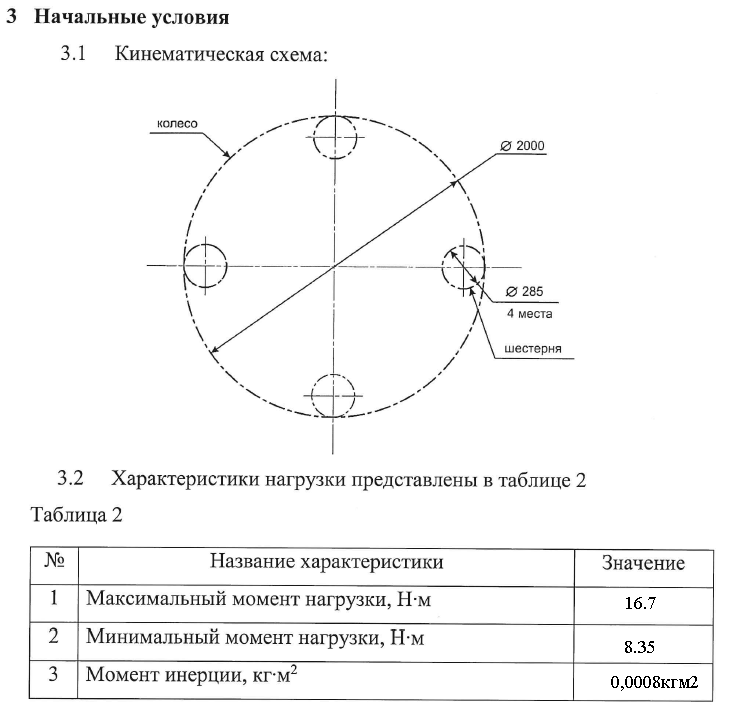 3 Начальные условия
3.1 Кинематическая схема:
колесо
⌀ 2000
⌀ 285
4 места
шестерня
3.2 Характеристики нагрузки представлены в таблице 2
Таблица 2
№ Название характеристики Значение
1 Максимальный момент нагрузки, Н·м 16.7
2 Минимальный момент нагрузки, Н·м 8.35
3 Момент инерции, кг·м² 0,0008кгм2